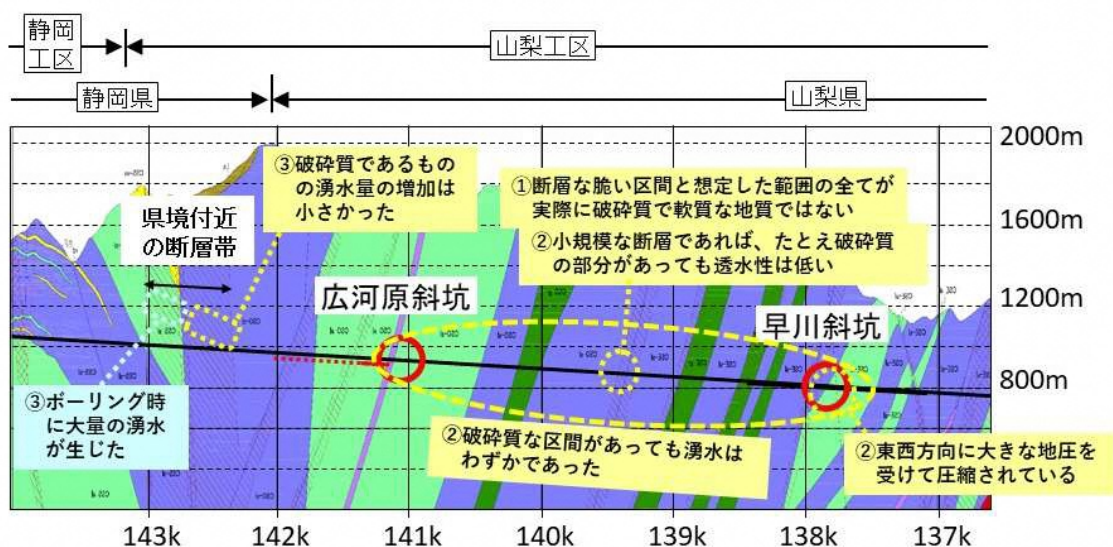 静岡
工区
山梨工区
静岡県
山梨県
2000m
③破砕質であるもの
の湧水量の増加は
小さかった
①断層な脆い区間と想定した範囲の全てが
実際に破砕質で軟質な地質ではない
1600m
県境付近
の断層帯
②小規模な断層であれば、たとえ破砕質
の部分があっても透水性は低い
広河原斜坑
1200m
早川斜坑
800m
③ボーリング時
に大量の湧水
が生じた
②破砕質な区間があっても湧水は
わずかであった
②東西方向に大きな地圧を
受けて圧縮されている
143k
142k
141k
140k
139k
138k
137k